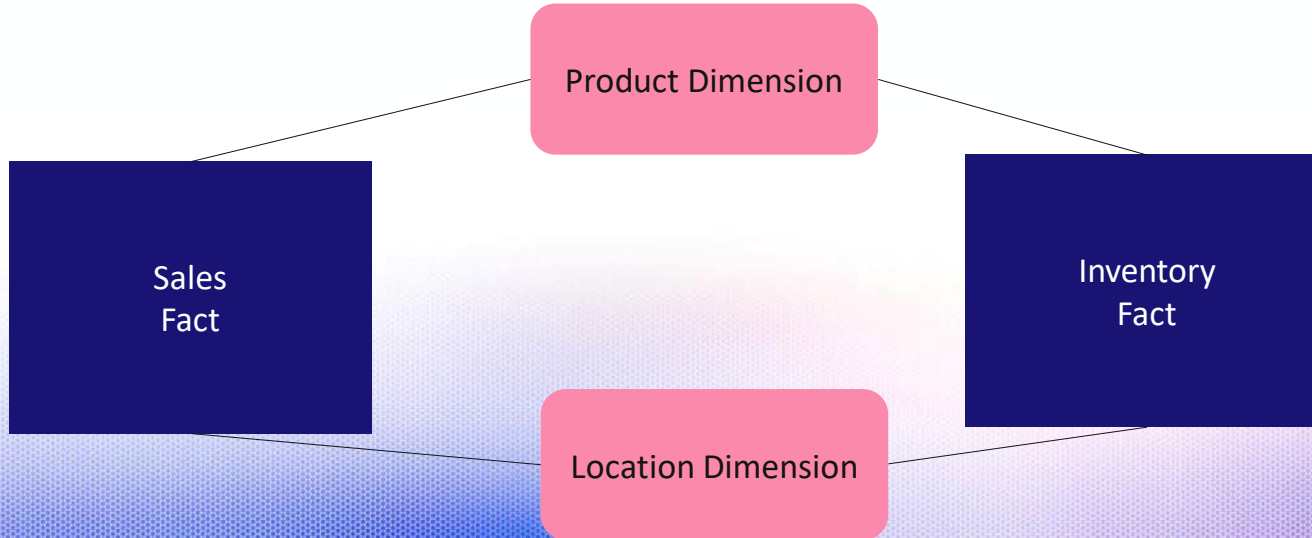 Product Dimension
Sales
Fact
Inventory
Fact
Location Dimension